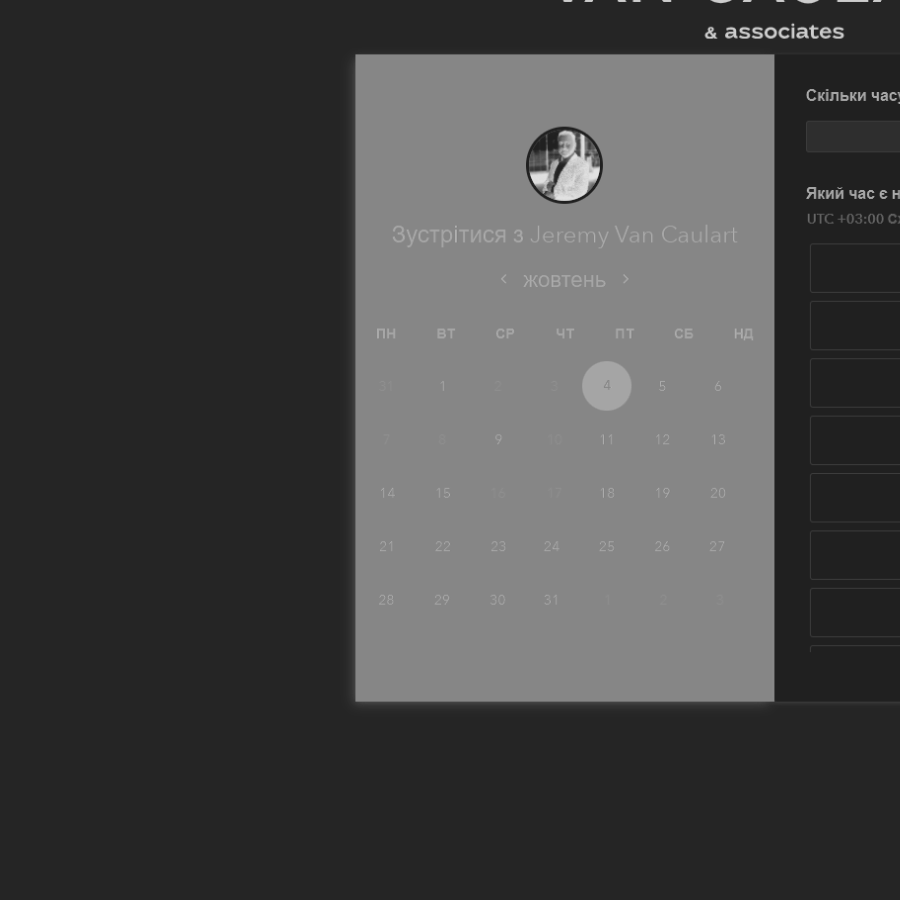 & associates
Зустрітися з Jeremy Van Caulart
< жовтень >
ПН ВТ СР ЧТ ПТ СБ НД
31 1 2 3 4 5 6
7 8 9 10 11 12 13
14 15 16 17 18 19 20
21 22 23 24 25 26 27
28 29 30 31 1 2 3
Скільки часу
Який час є н
UTC +03:00